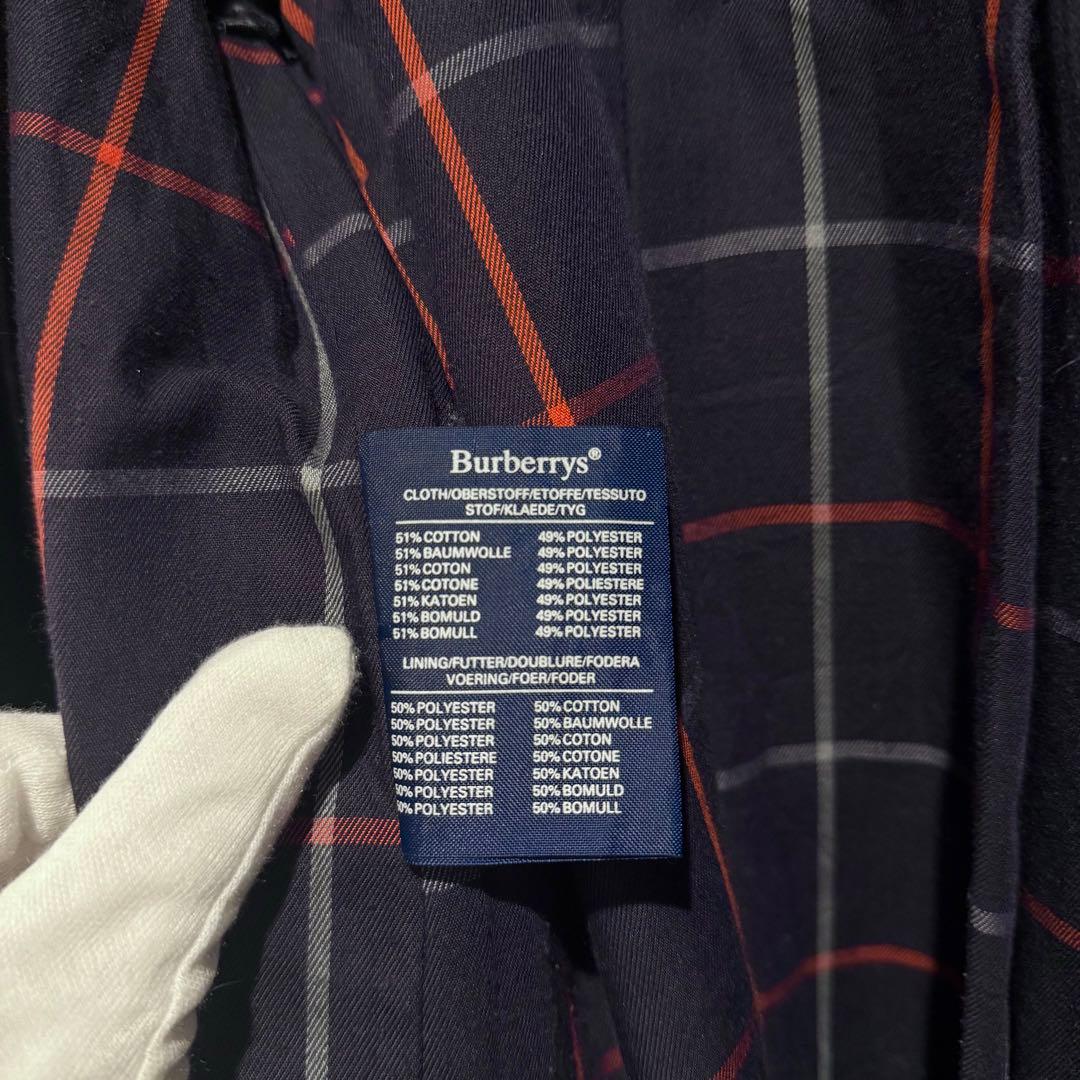 Burberrys®
CLOTH/OBERSTOFF/ETOFFE/TESSUTO
STOF/KLAEDE/TYG
51% COTTON 49% POLYESTER
51% BAUMWOLLE 49% POLYESTER
51% COTON 49% POLYESTER
51% COTONE 49% POLIESTERE
51% KATOEN 49% POLYESTER
51% BOMULD 49% POLYESTER
51% BOMULL 49% POLYESTER
LINING/FUTTER/DOUBLURE/FODERA
VOERING/FOER/FODER
50% POLYESTER 50% COTTON
50% POLYESTER 50% BAUMWOLLE
50% POLYESTER 50% COTON
50% POLIESTERE 50% COTONE
50% POLYESTER 50% KATOEN
50% POLYESTER 50% BOMULD
50% POLYESTER 50% BOMULL